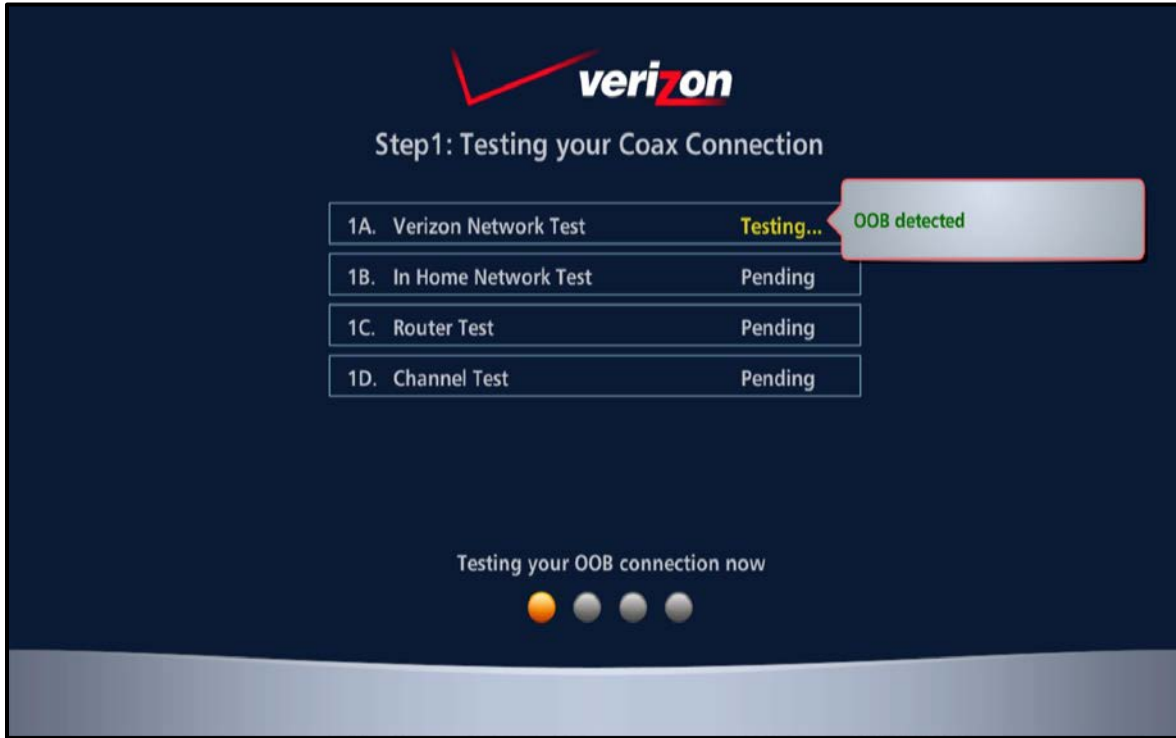 verizon
Step1: Testing your Coax Connection
1A. Verizon Network Test Testing...
OOB detected
1B. In Home Network Test Pending
1C. Router Test Pending
1D. Channel Test Pending
Testing your OOB connection now